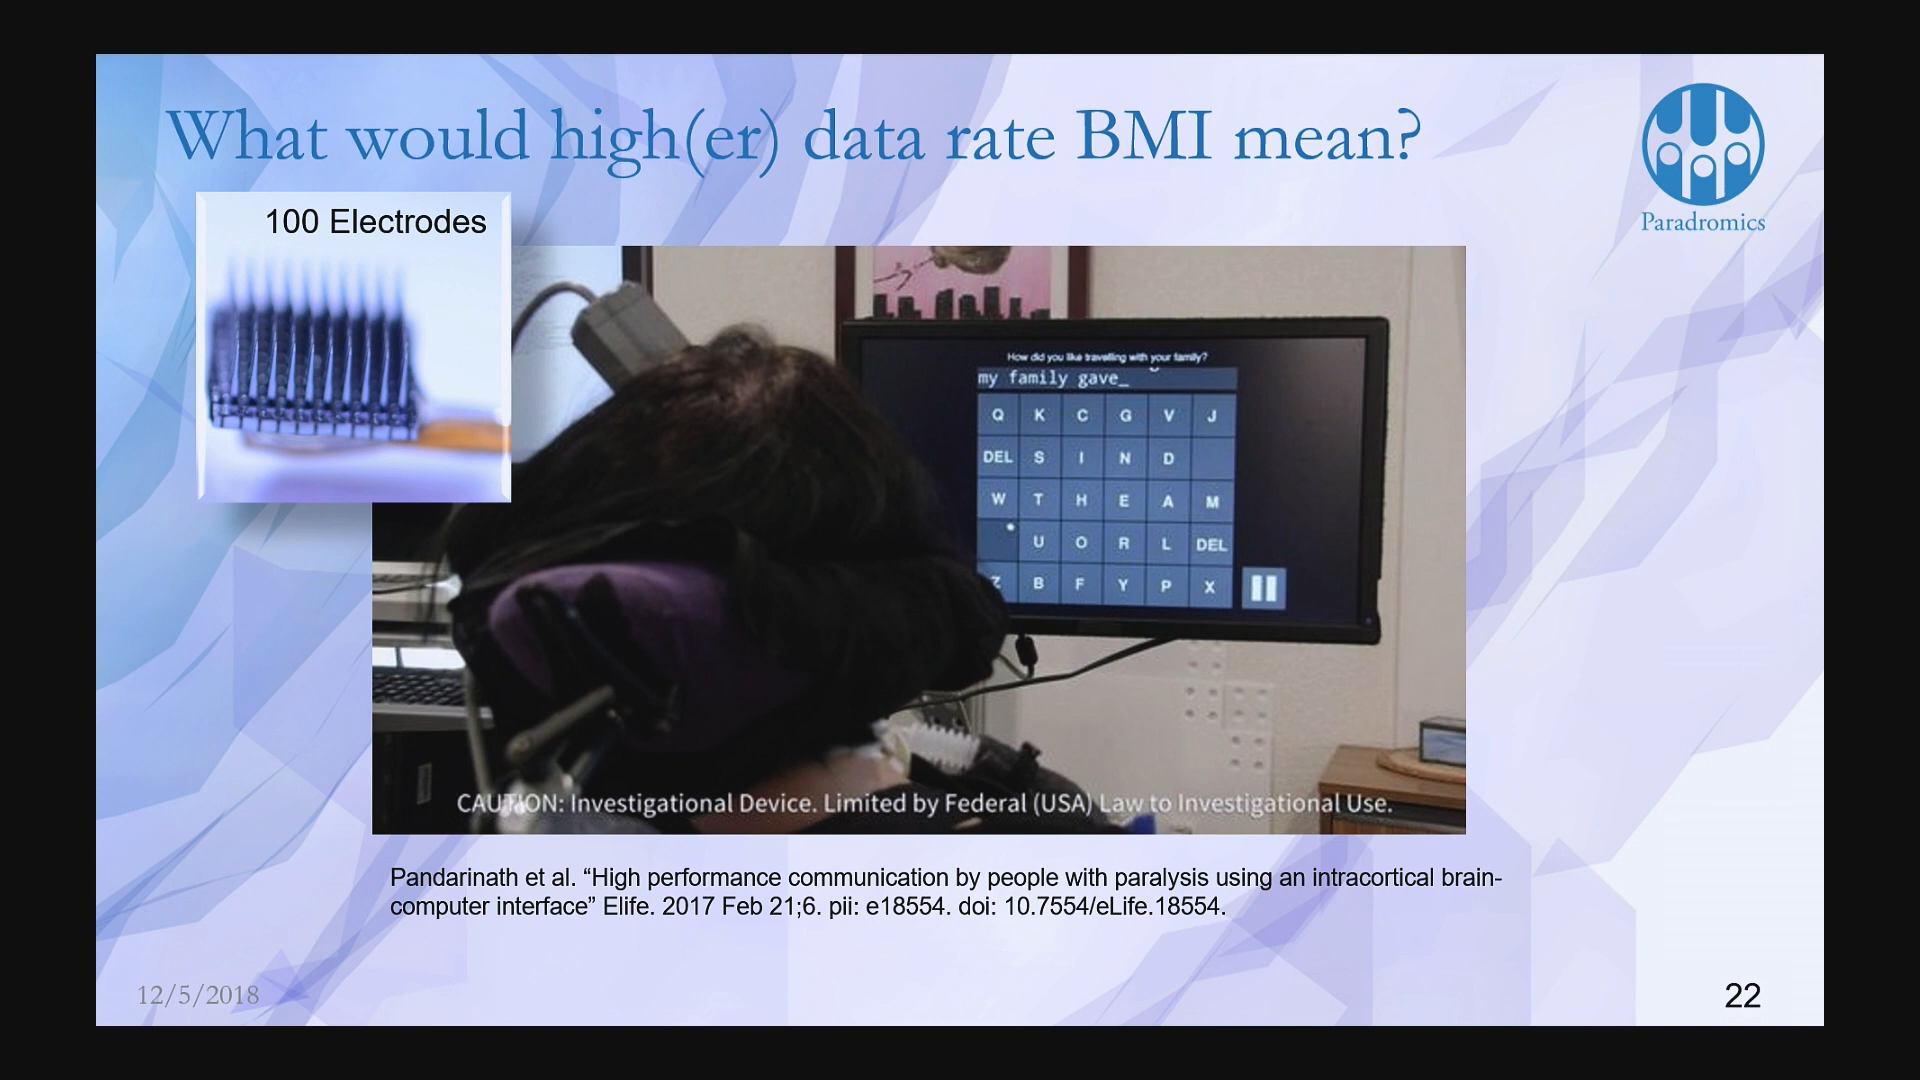 What would high(er) data rate BMI mean?
Paradromics
100 Electrodes
How did you like travelling with your family?
my family gave_
Q K C G V J
DEL S I N D
W T H E A M
U O R L DEL
Z B F Y P X
CAUTION: Investigational Device. Limited by Federal (USA) Law to Investigational Use.
Pandarinath et al. “High performance communication by people with paralysis using an intracortical brain-
computer interface” Elife. 2017 Feb 21;6. pii: e18554. doi: 10.7554/eLife.18554.
12/5/2018
22